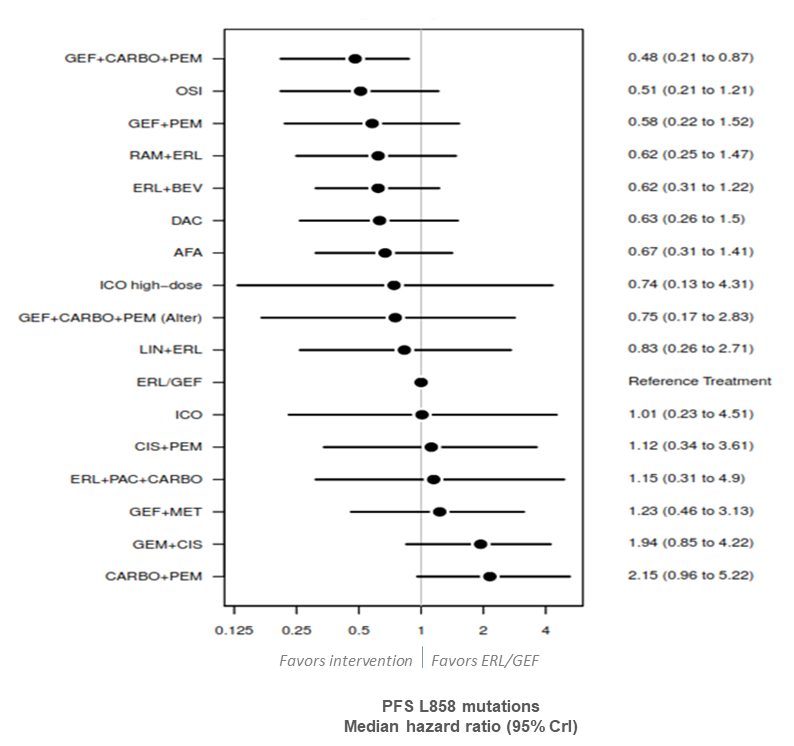 GEF+CARBO+PEM 0.48 (0.21 to 0.87)
OSI 0.51 (0.21 to 1.21)
GEF+PEM 0.58 (0.22 to 1.52)
RAM+ERL 0.62 (0.25 to 1.47)
ERL+BEV 0.62 (0.31 to 1.22)
DAC 0.63 (0.26 to 1.5)
AFA 0.67 (0.31 to 1.41)
ICO high-dose 0.74 (0.13 to 4.31)
GEF+CARBO+PEM (Alter) 0.75 (0.17 to 2.83)
LIN+ERL 0.83 (0.26 to 2.71)
ERL/GEF Reference Treatment
ICO 1.01 (0.23 to 4.51)
CIS+PEM 1.12 (0.34 to 3.61)
ERL+PAC+CARBO 1.15 (0.31 to 4.9)
GEF+MET 1.23 (0.46 to 3.13)
GEM+CIS 1.94 (0.85 to 4.22)
CARBO+PEM 2.15 (0.96 to 5.22)
0.125 0.25 0.5 1 2 4
Favors intervention Favors ERL/GEF
PFS L858 mutations
Median hazard ratio (95% CrI)